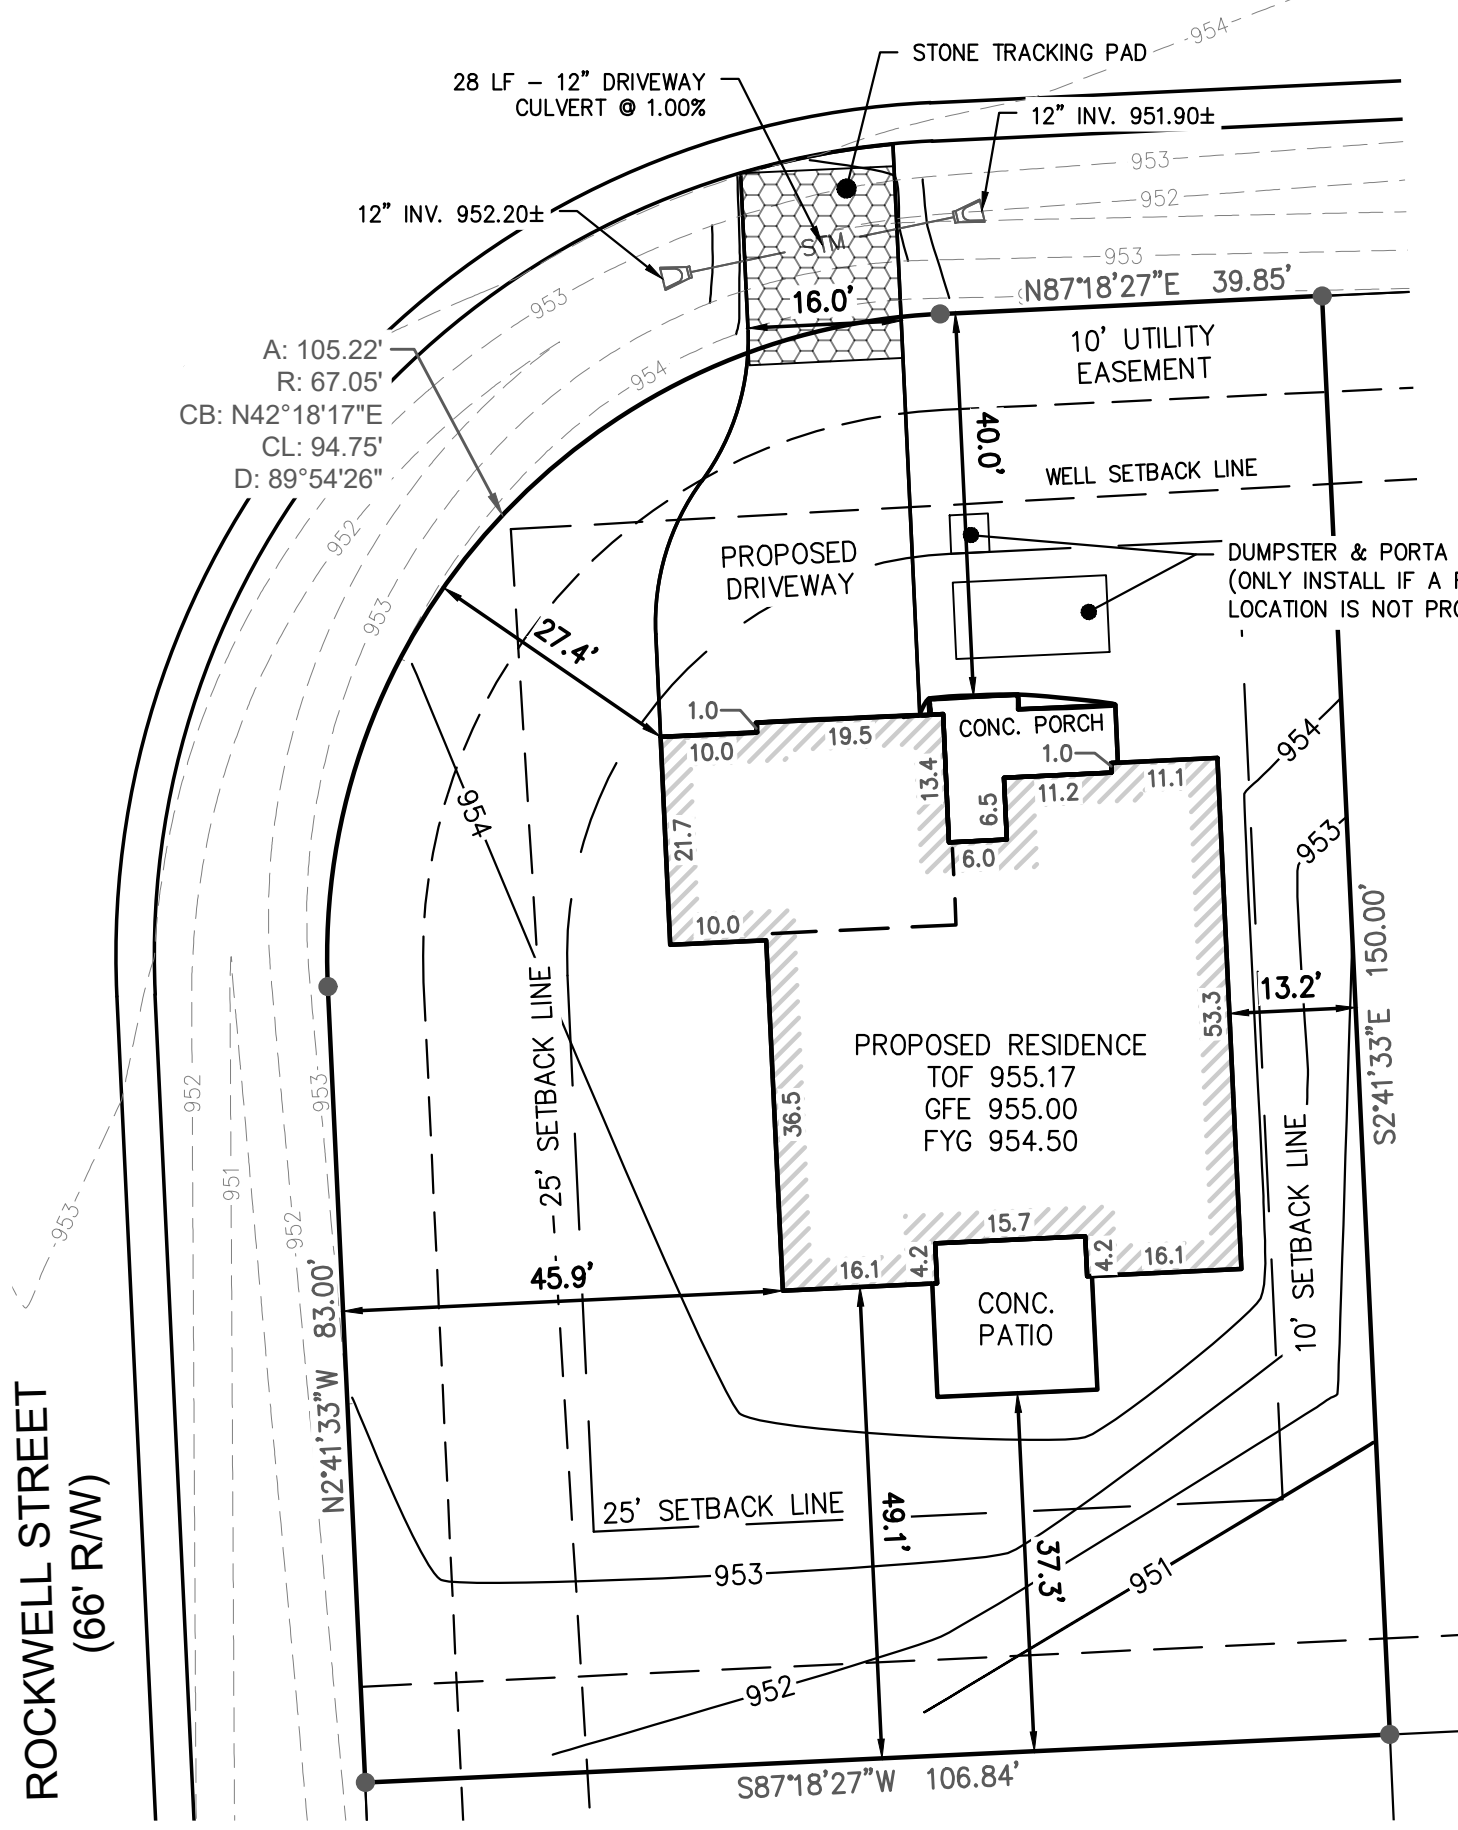 954
STONE TRACKING PAD
28 LF – 12" DRIVEWAY
CULVERT @ 1.00%
12" INV. 951.90±
953
952
12" INV. 952.20±
STM
953
N87°18'27"E 39.85'
953
16.0'
10' UTILITY
EASEMENT
A: 105.22'
R: 67.05'
CB: N42°18'17"E
CL: 94.75'
D: 89°54'26"
954
40.0'
WELL SETBACK LINE
952
PROPOSED
DRIVEWAY
DUMPSTER & PORTA
(ONLY INSTALL IF A
LOCATION IS NOT
953
27.4'
1.0
10.0
19.5
CONC. PORCH
1.0
954
13.4
6.5
11.2
11.1
954
21.7
6.0
953
10.0
25' SETBACK LINE
S2°41'33"E 150.00'
13.2'
53.3
PROPOSED RESIDENCE
TOF 955.17
GFE 955.00
FYG 954.50
36.5
952
953
951
952
953
10' SETBACK LINE
15.7
16.1
4.2
4.2
16.1
45.9'
CONC.
PATIO
N2°41'33"W 83.00'
ROCKWELL STREET
(66' R/W)
25' SETBACK LINE
49.1'
37.3'
953
951
952
S87°18'27"W 106.84'